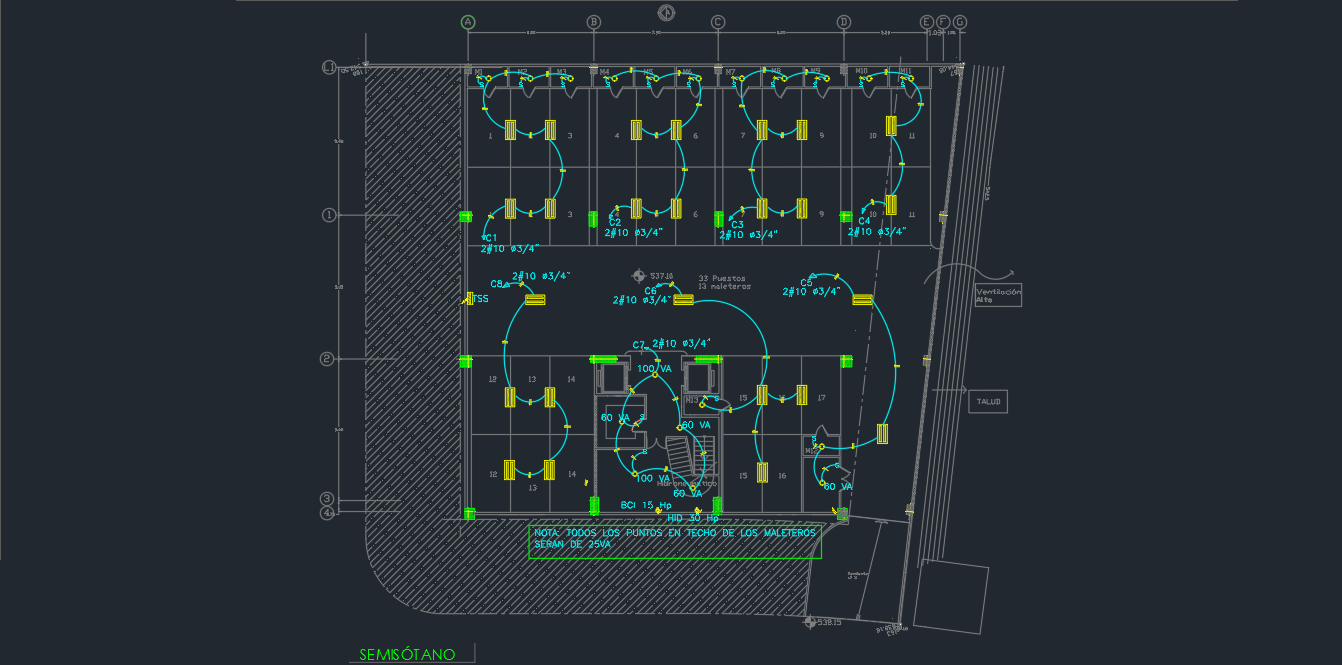 A B C D E F G
L1
M1 M2 M3 M4 M5 M6 M7 M8 M9 M10 M11
1 3 4 6 7 9 10 11
1
3 4 6 7 9 10 11
C1
2#10 ø3/4"
C2
2#10 ø3/4"
C3
2#10 ø3/4"
C4
2#10 ø3/4"
C8
2#10 ø3/4"
537.10
33 Puestos
13 maleteros
C6
2#10 ø3/4"
C5
2#10 ø3/4"
TSS
Ventilación
Alta
2
C7 2#10 ø3/4"
100 VA
12 13 14
M13
15 17
TALUD
60 VA S
60 VA
S
12 13 14
15 16
100 VA
60 VA
60 VA
3
4
BCI 15 Hp
HID 30 Hp
NOTA: TODOS LOS PUNTOS EN TECHO DE LOS MALETEROS
SERAN DE 25VA
538.15
SEMISÓTANO